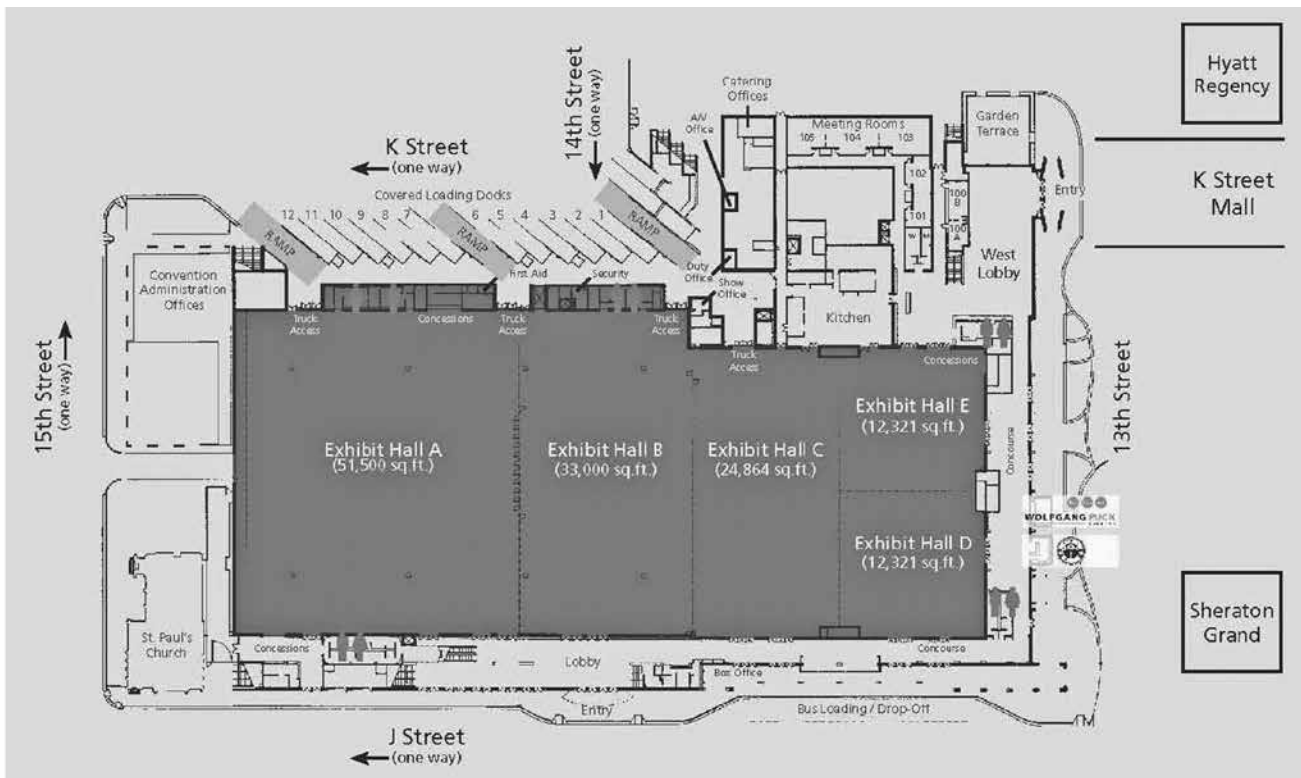 Hyatt
Regency
K Street
Mall
14th Street
(one way)
K Street
(one way)
Catering
Offices
A/V
Office
Meeting Rooms
105
104
103
102
101
100
B
100
A
Garden
Terrace
Entry
West
Lobby
Covered Loading Docks
12
11
10
9
8
7
6
5
4
3
2
1
RAMP
RAMP
RAMP
Convention
Administration
Offices
First Aid
Security
Duty
Office
Show
Office
Kitchen
W
M
Truck
Access
Concessions
Truck
Access
Truck
Access
Truck
Access
Concessions
15th Street
(one way)
13th Street
Exhibit Hall A
(51,500 sq.ft.)
Exhibit Hall B
(33,000 sq.ft.)
Exhibit Hall C
(24,864 sq.ft.)
Exhibit Hall E
(12,321 sq.ft.)
Exhibit Hall D
(12,321 sq.ft.)
Concourse
WOLFGANG PUCK
Sheraton
Grand
St. Paul's
Church
Concessions
Lobby
Concourse
Box Office
Entry
Bus Loading / Drop-Off
J Street
(one way)